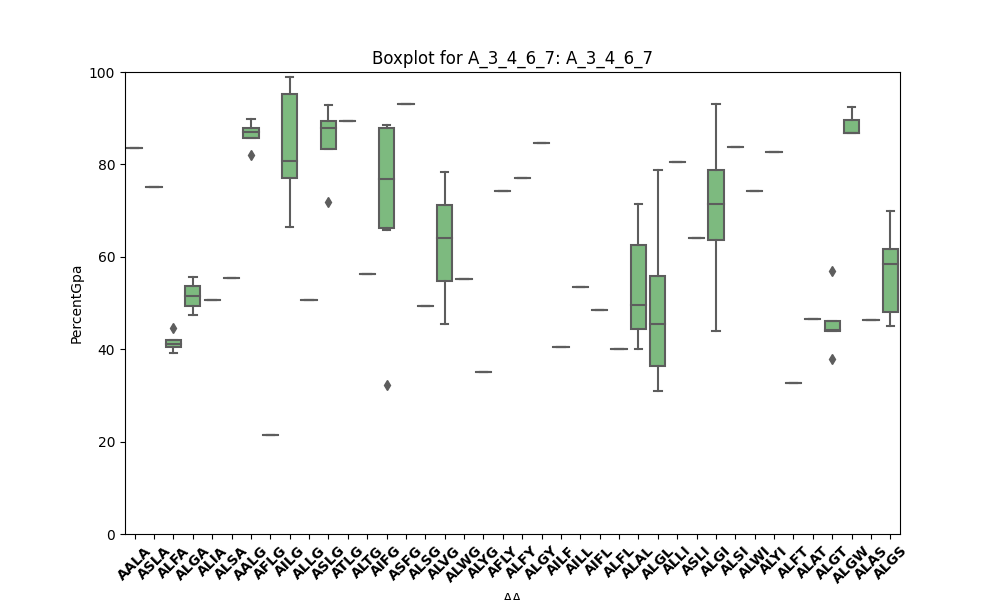 Boxplot for A_3_4_6_7: A_3_4_6_7
100
80
60
40
20
0
PercentGpa
AALA ASLA ALFA ALGA ALIA ALSA AALG AFLG AILG ALLG ASLG ATLG ALTG AIFG ASFG ALSG ALVG ALWG ALYG AFLY ALFY ALGY AILF AILL AIFL AFLL ALAL ALGL ALLI ASLI ALGI ALSI ALWI ALYI ALFT ALAT ALGT ALGW ALAS ALGS
AA